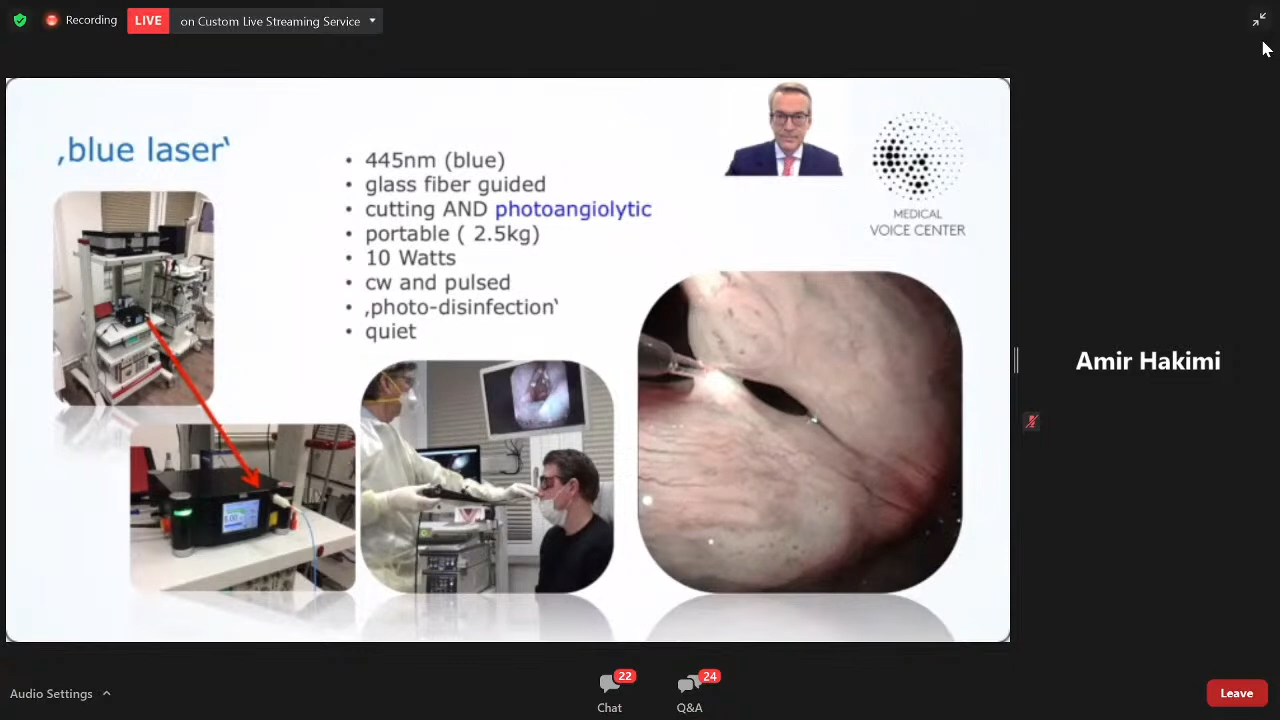 Recording
LIVE
on Custom Live Streaming Service
‚blue laser‘
• 445nm (blue)
• glass fiber guided
• cutting AND photoangiolytic
• portable ( 2.5kg)
• 10 Watts
• cw and pulsed
• ‚photo-disinfection‘
• quiet
MEDICAL
VOICE CENTER
Amir Hakimi
Audio Settings
22
Chat
24
Q&A
Leave